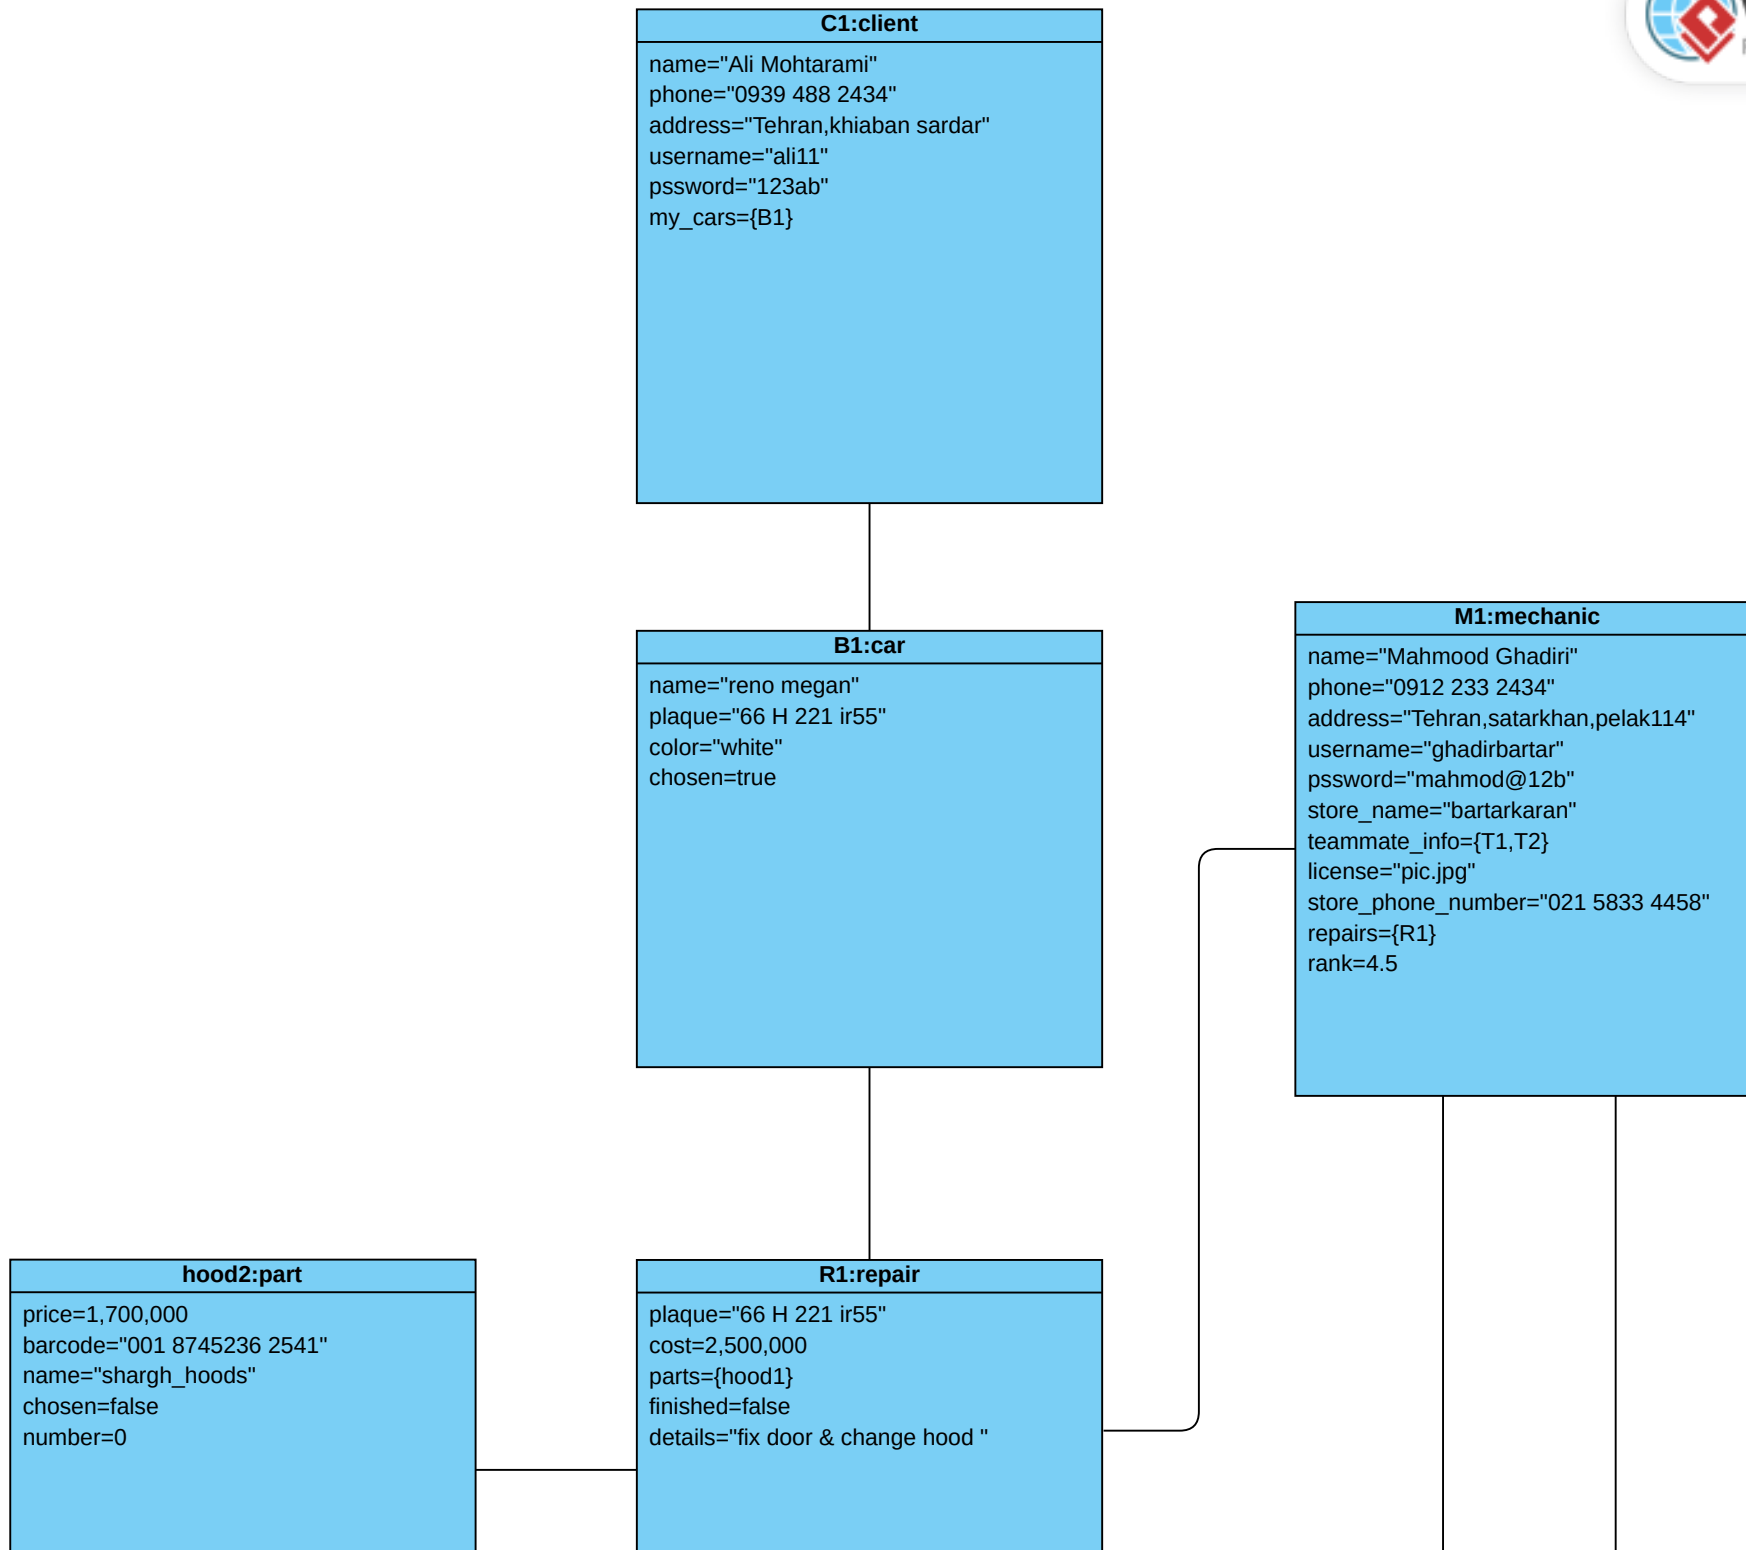 C1:client
name="Ali Mohtarami"
phone="0939 488 2434"
address="Tehran,khiaban sardar"
username="ali11"
pssword="123ab"
my_cars={B1}
B1:car
name="reno megan"
plaque="66 H 221 ir55"
color="white"
chosen=true
M1:mechanic
name="Mahmood Ghadiri"
phone="0912 233 2434"
address="Tehran,satarkhan,pelak114"
username="ghadirbartar"
pssword="mahmod@12b"
store_name="bartarkaran"
teammate_info={T1,T2}
license="pic.jpg"
store_phone_number="021 5833 4458"
repairs={R1}
rank=4.5
hood2:part
price=1,700,000
barcode="001 8745236 2541"
name="shargh_hoods"
chosen=false
number=0
R1:repair
plaque="66 H 221 ir55"
cost=2,500,000
parts={hood1}
finished=false
details="fix door & change hood "